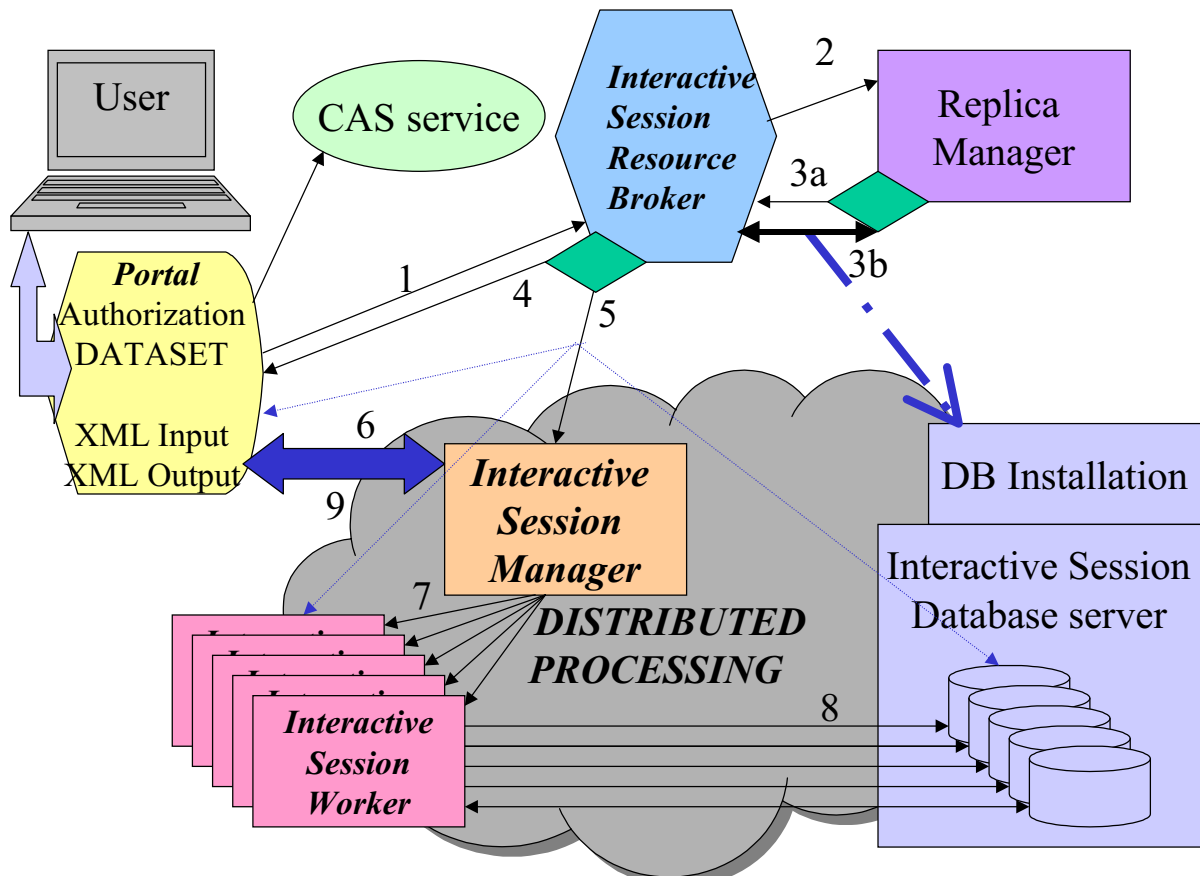 User
CAS service
Interactive
Session
Resource
Broker
2
Replica
Manager
3a
3b
Portal
Authorization
DATASET
XML Input
XML Output
1
4
5
6
9
Interactive
Session
Manager
DB Installation
Interactive Session
Database server
7
DISTRIBUTED
PROCESSING
8
Interactive
Session
Worker